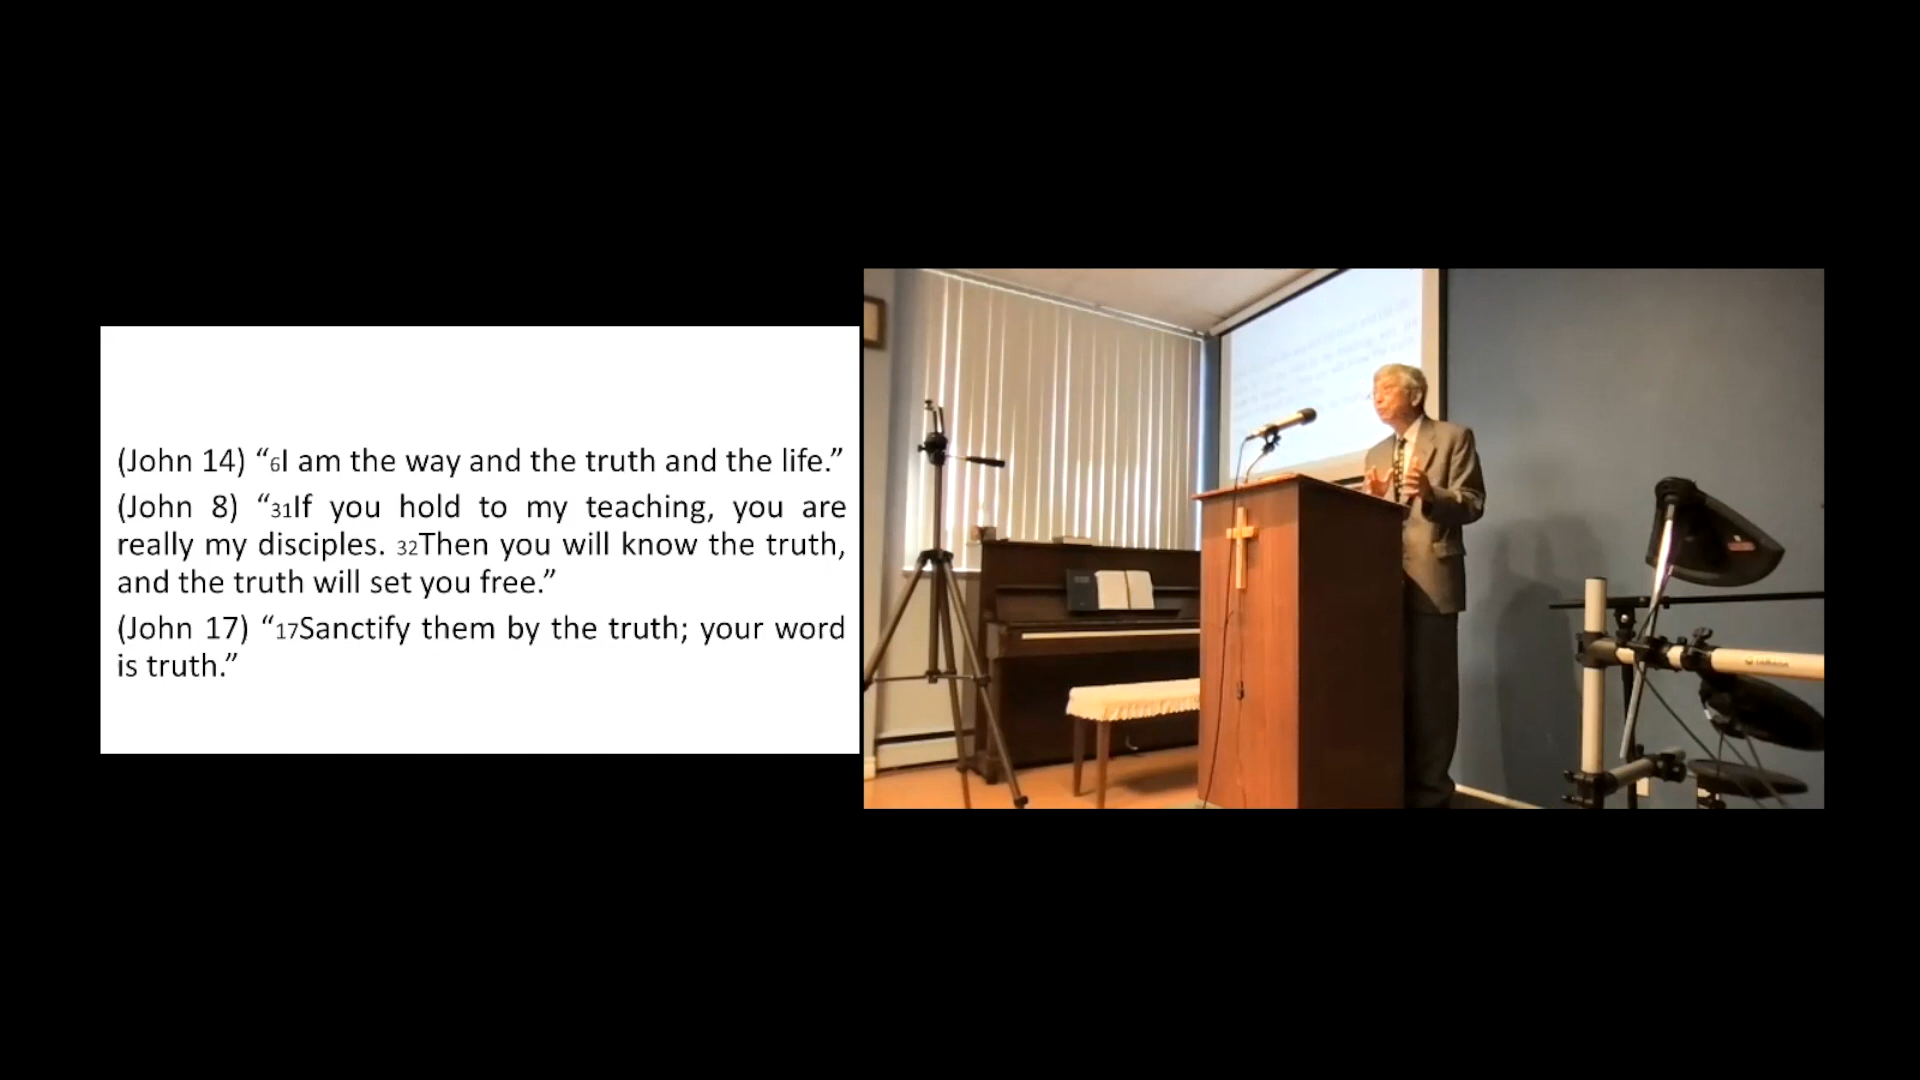 (John 14) “6I am the way and the truth and the life.”
(John 8) “31If you hold to my teaching, you are
really my disciples. 32Then you will know the truth,
and the truth will set you free.”
(John 17) “17Sanctify them by the truth; your word
is truth.”
YAMAHA